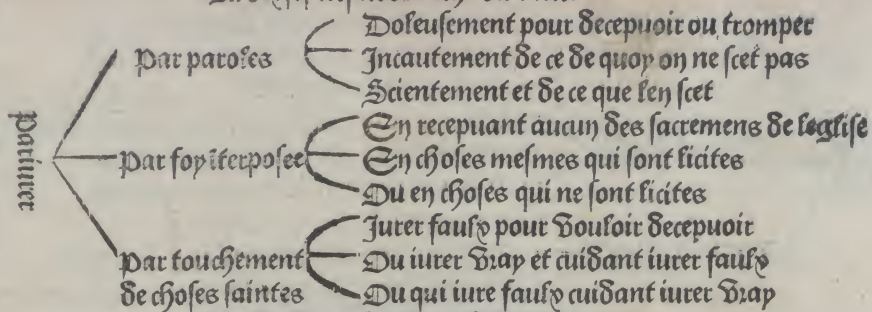 Pariurer
Par paroles
Doleusement pour decepuoir ou tromper
Incautement de ce de quoy on ne scet pas
Scientement et de ce que len scet
Par foy īterposee
En recepuant aucun des sacremens de leglise
En choses mesmes qui sont licites
Ou en choses qui ne sont licites
Par touchement
de choses saintes
Jurer faulx pour vouloir decepuoir
Ou iurer vray et cuidant iurer faulx
Ou qui iure faulx cuidant iurer vray